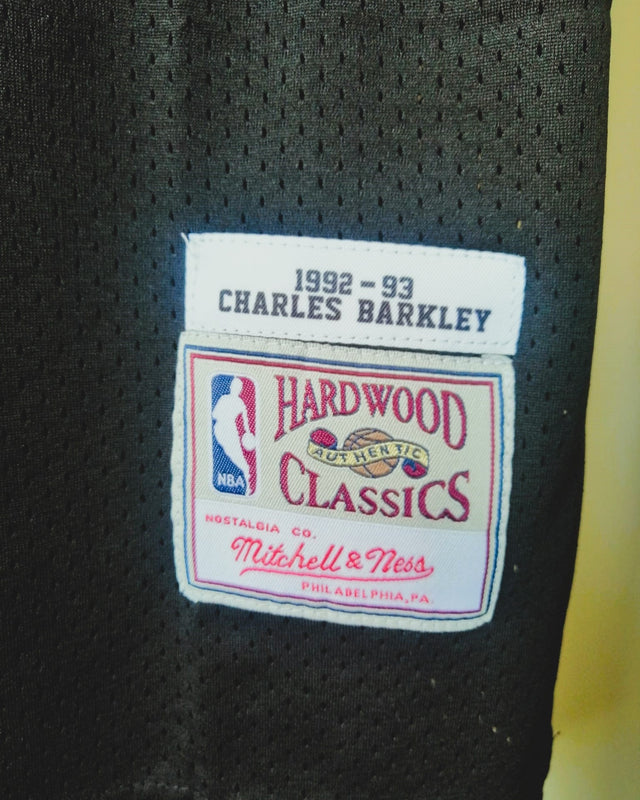 1992-93
CHARLES BARKLEY
HARDWOOD
AUTHENTIC
CLASSICS
NBA
NOSTALGIA CO.
Mitchell & Ness
PHILADELPHIA, PA.